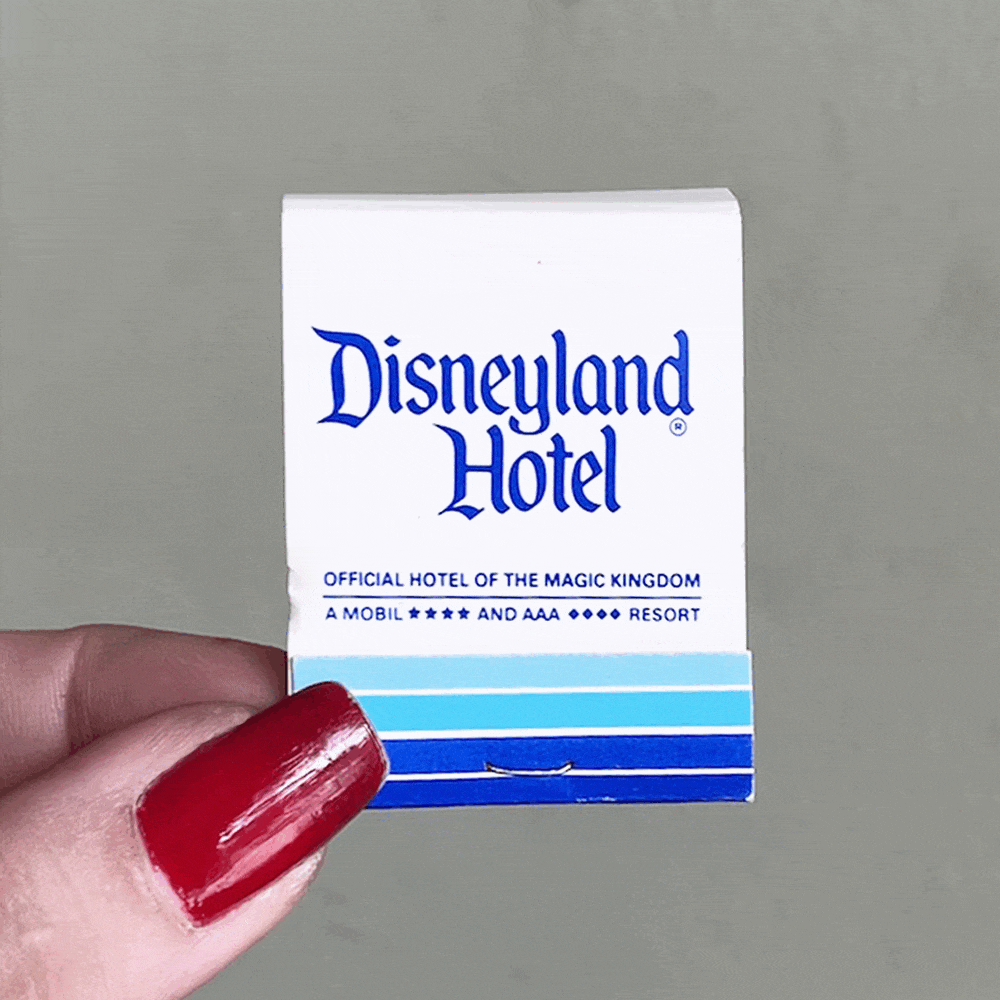 Disneyland
Hotel
®
OFFICIAL HOTEL OF THE MAGIC KINGDOM
A MOBIL ★★★★ AND AAA ◆◆◆◆ RESORT